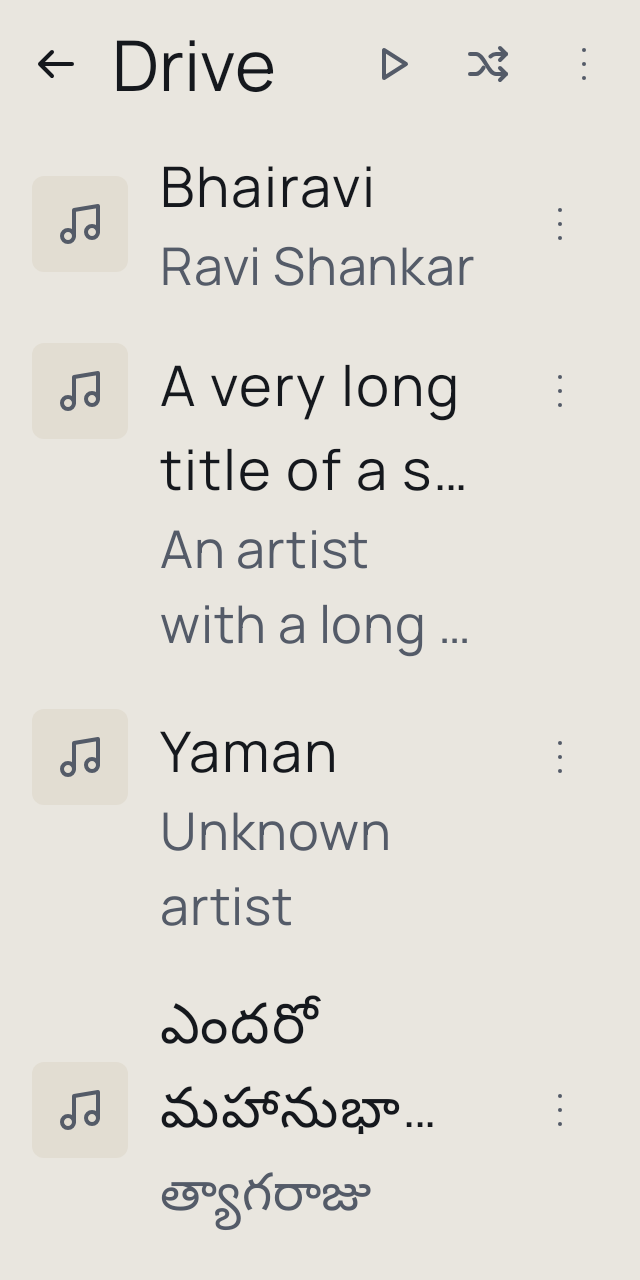 Drive
Bhairavi
Ravi Shankar
A very long
title of a s…
An artist
with a long …
Yaman
Unknown
artist
ఎందరో
మహానుభా…
త్యాగరాజు